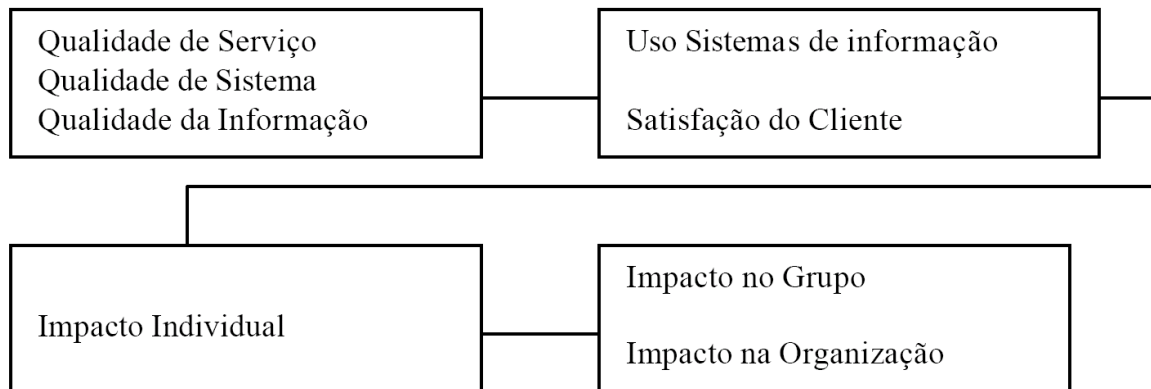 Qualidade de Serviço
Qualidade de Sistema
Qualidade da Informação
Uso Sistemas de informação
Satisfação do Cliente
Impacto Individual
Impacto no Grupo
Impacto na Organização